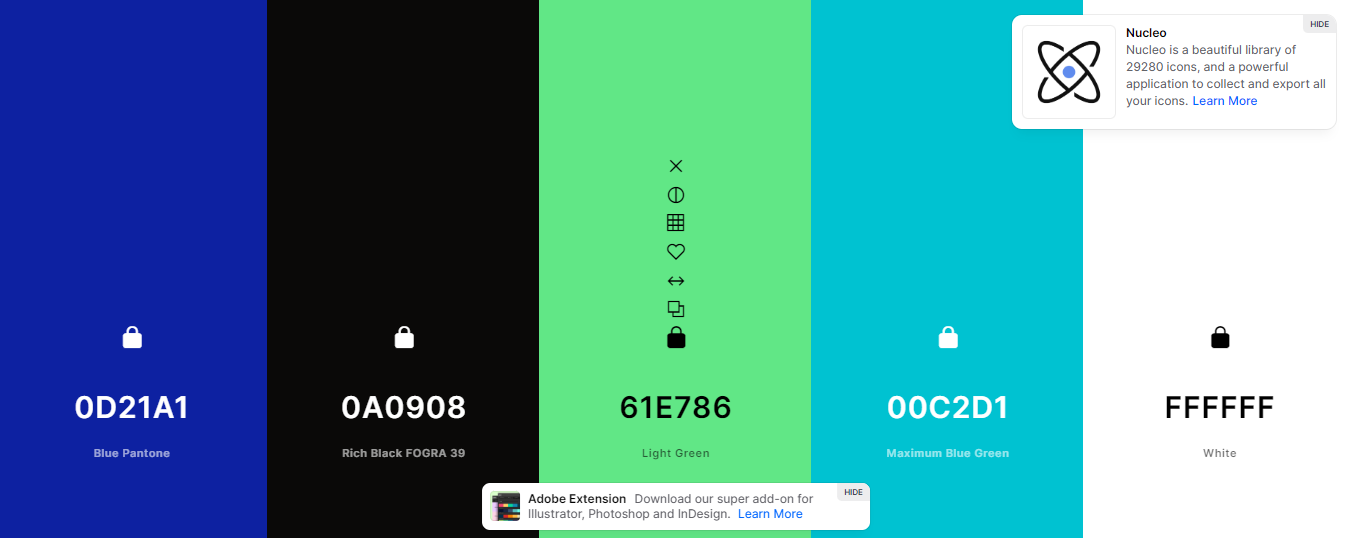 HIDE
Nucleo
Nucleo is a beautiful library of
29280 icons, and a powerful
application to collect and export all
your icons. Learn More
0D21A1
Blue Pantone
0A0908
Rich Black FOGRA 39
61E786
Light Green
00C2D1
Maximum Blue Green
FFFFFF
White
HIDE
Adobe Extension Download our super add-on for
Illustrator, Photoshop and InDesign. Learn More